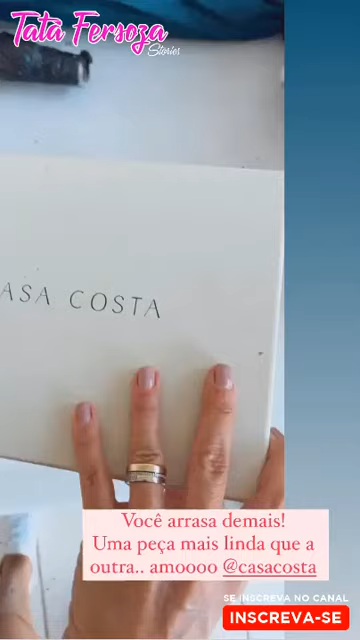 Tatá Fersoza
Stories
ASA COSTA
Você arrasa demais!
Uma peça mais linda que a
outra.. amoooo @casacosta
SE INSCREVA NO CANAL
INSCREVA-SE